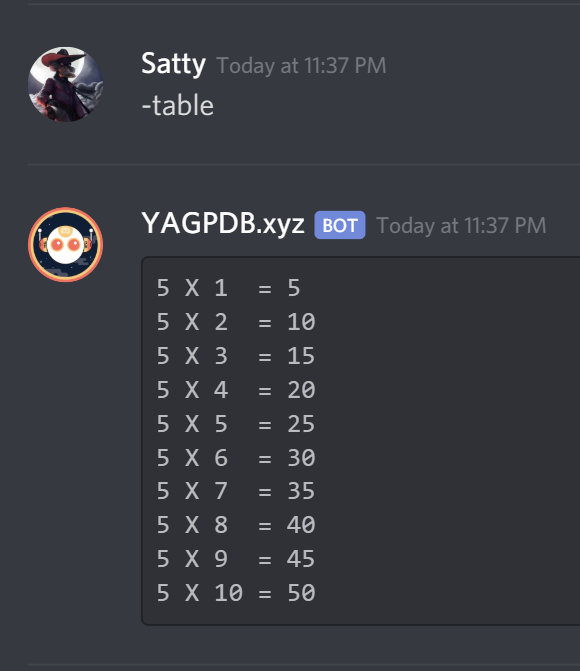 Satty Today at 11:37 PM
-table
YAGPDB.xyz BOT Today at 11:37 PM
5 X 1  = 5
5 X 2  = 10
5 X 3  = 15
5 X 4  = 20
5 X 5  = 25
5 X 6  = 30
5 X 7  = 35
5 X 8  = 40
5 X 9  = 45
5 X 10 = 50